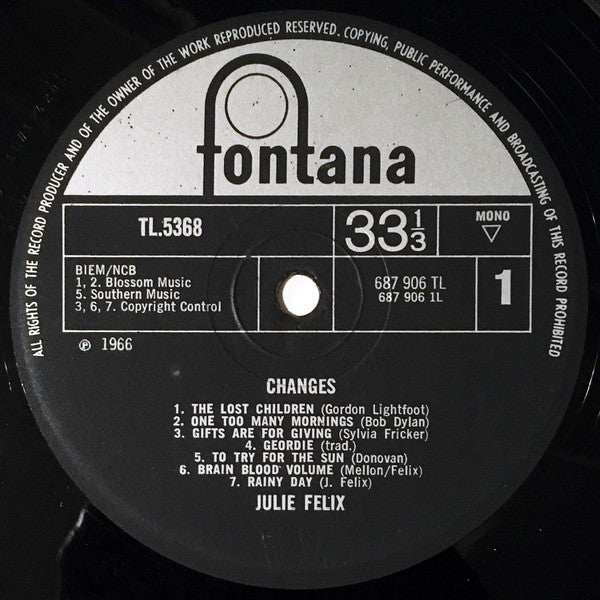 ALL RIGHTS OF THE RECORD PRODUCER AND OF THE OWNER OF THE WORK REPRODUCED RESERVED. COPYING, PUBLIC PERFORMANCE AND BROADCASTING OF THIS RECORD PROHIBITED
fontana
TL.5368
33 1/3
MONO
BIEM/NCB
1, 2. Blossom Music
5. Southern Music
3, 6, 7. Copyright Control
687 906 TL
687 906 1L
1
℗ 1966
CHANGES
1. THE LOST CHILDREN (Gordon Lightfoot)
2. ONE TOO MANY MORNINGS (Bob Dylan)
3. GIFTS ARE FOR GIVING (Sylvia Fricker)
4. GEORDIE (trad.)
5. TO TRY FOR THE SUN (Donovan)
6. BRAIN BLOOD VOLUME (Mellon/Felix)
7. RAINY DAY (J. Felix)
JULIE FELIX